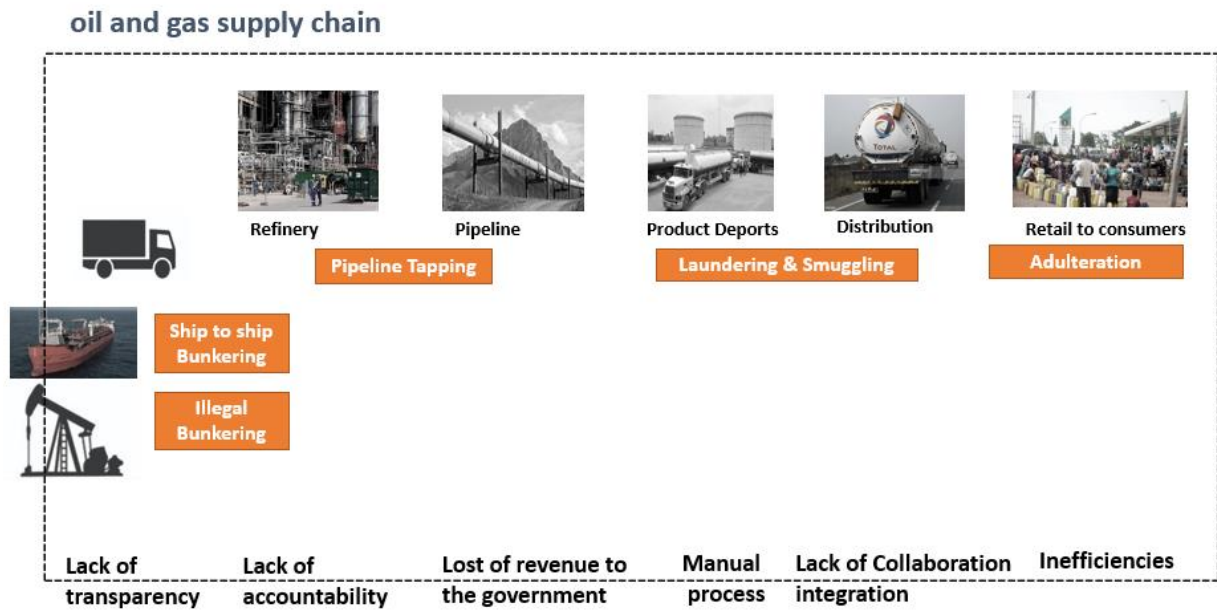 oil and gas supply chain
TOTAL
Refinery
Pipeline
Product Deports
Distribution
Retail to consumers
Pipeline Tapping
Laundering & Smuggling
Adulteration
Ship to ship
Bunkering
Illegal
Bunkering
Lack of
transparency
Lack of
accountability
Lost of revenue to
the government
Manual
process
Lack of Collaboration
integration
Inefficiencies